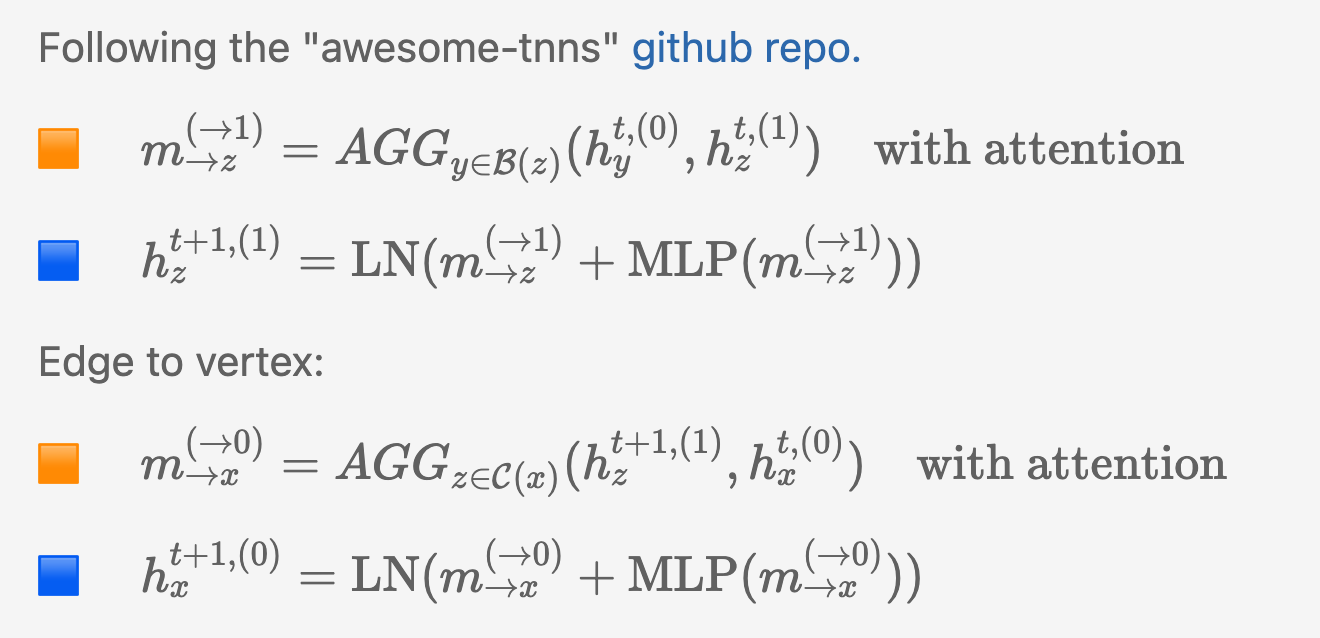 Following the "awesome-tnns" github repo.
🟧 $m_{\rightarrow z}^{(\rightarrow 1)} = AGG_{y\in\mathcal{B}(z)}(h_y^{t,(0)}, h_z^{t,(1)}) \quad \text{with attention}$
🟦 $h_z^{t+1,(1)} = \text{LN}(m_{\rightarrow z}^{(\rightarrow 1)} + \text{MLP}(m_{\rightarrow z}^{(\rightarrow 1)}))$
Edge to vertex:
🟧 $m_{\rightarrow x}^{(\rightarrow 0)} = AGG_{z\in\mathcal{C}(x)}(h_z^{t+1,(1)}, h_x^{t,(0)}) \quad \text{with attention}$
🟦 $h_x^{t+1,(0)} = \text{LN}(m_{\rightarrow x}^{(\rightarrow 0)} + \text{MLP}(m_{\rightarrow x}^{(\rightarrow 0)}))$